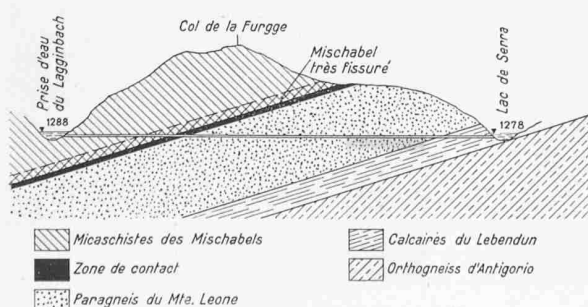 Col de la Furgge
Mischabel
très fissuré
Prise d'eau
du Lagginbach
Lac de Serra
1288
1278
Micaschistes des Mischabels
Zone de contact
Paragneis du Mte. Leone
Calcairès du Lebendun
Orthogneiss d'Antigorio